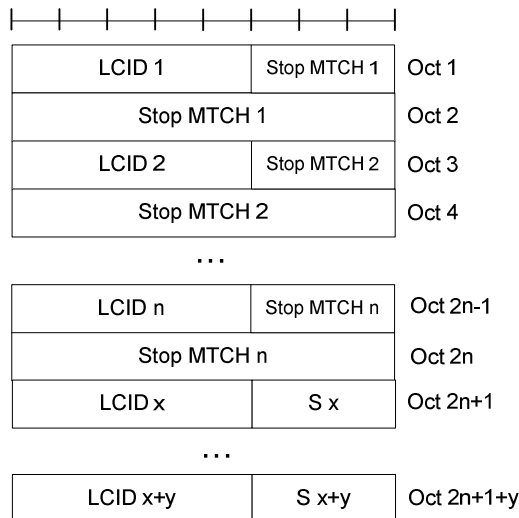 LCID 1 Stop MTCH 1 Oct 1
Stop MTCH 1 Oct 2
LCID 2 Stop MTCH 2 Oct 3
Stop MTCH 2 Oct 4
...
LCID n Stop MTCH n Oct 2n-1
Stop MTCH n Oct 2n
LCID x S x Oct 2n+1
...
LCID x+y S x+y Oct 2n+1+y